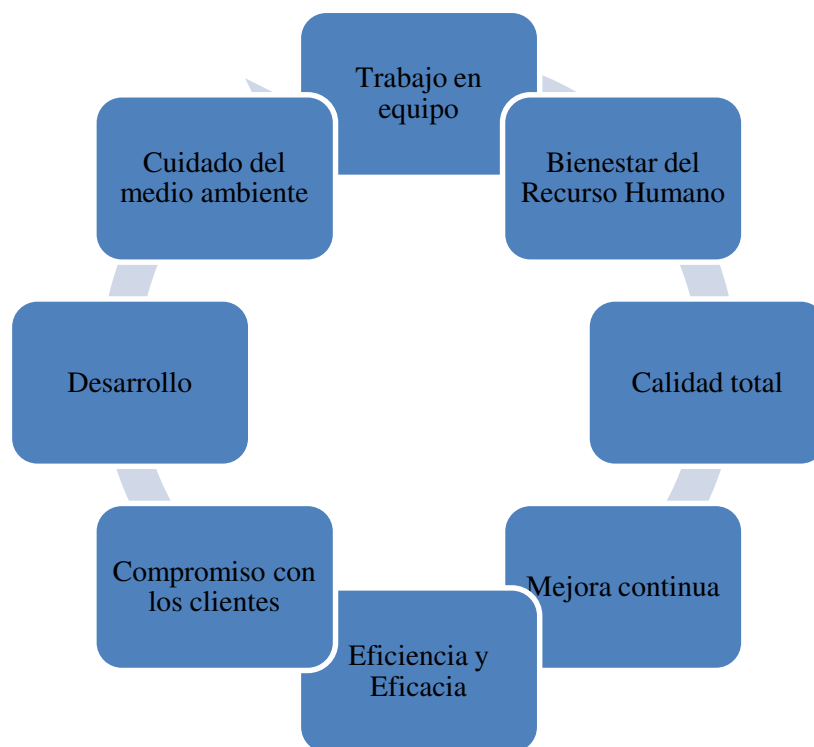 Trabajo en
equipo
Bienestar del
Recurso Humano
Calidad total
Mejora continua
Eficiencia y
Eficacia
Compromiso con
los clientes
Desarrollo
Cuidado del
medio ambiente